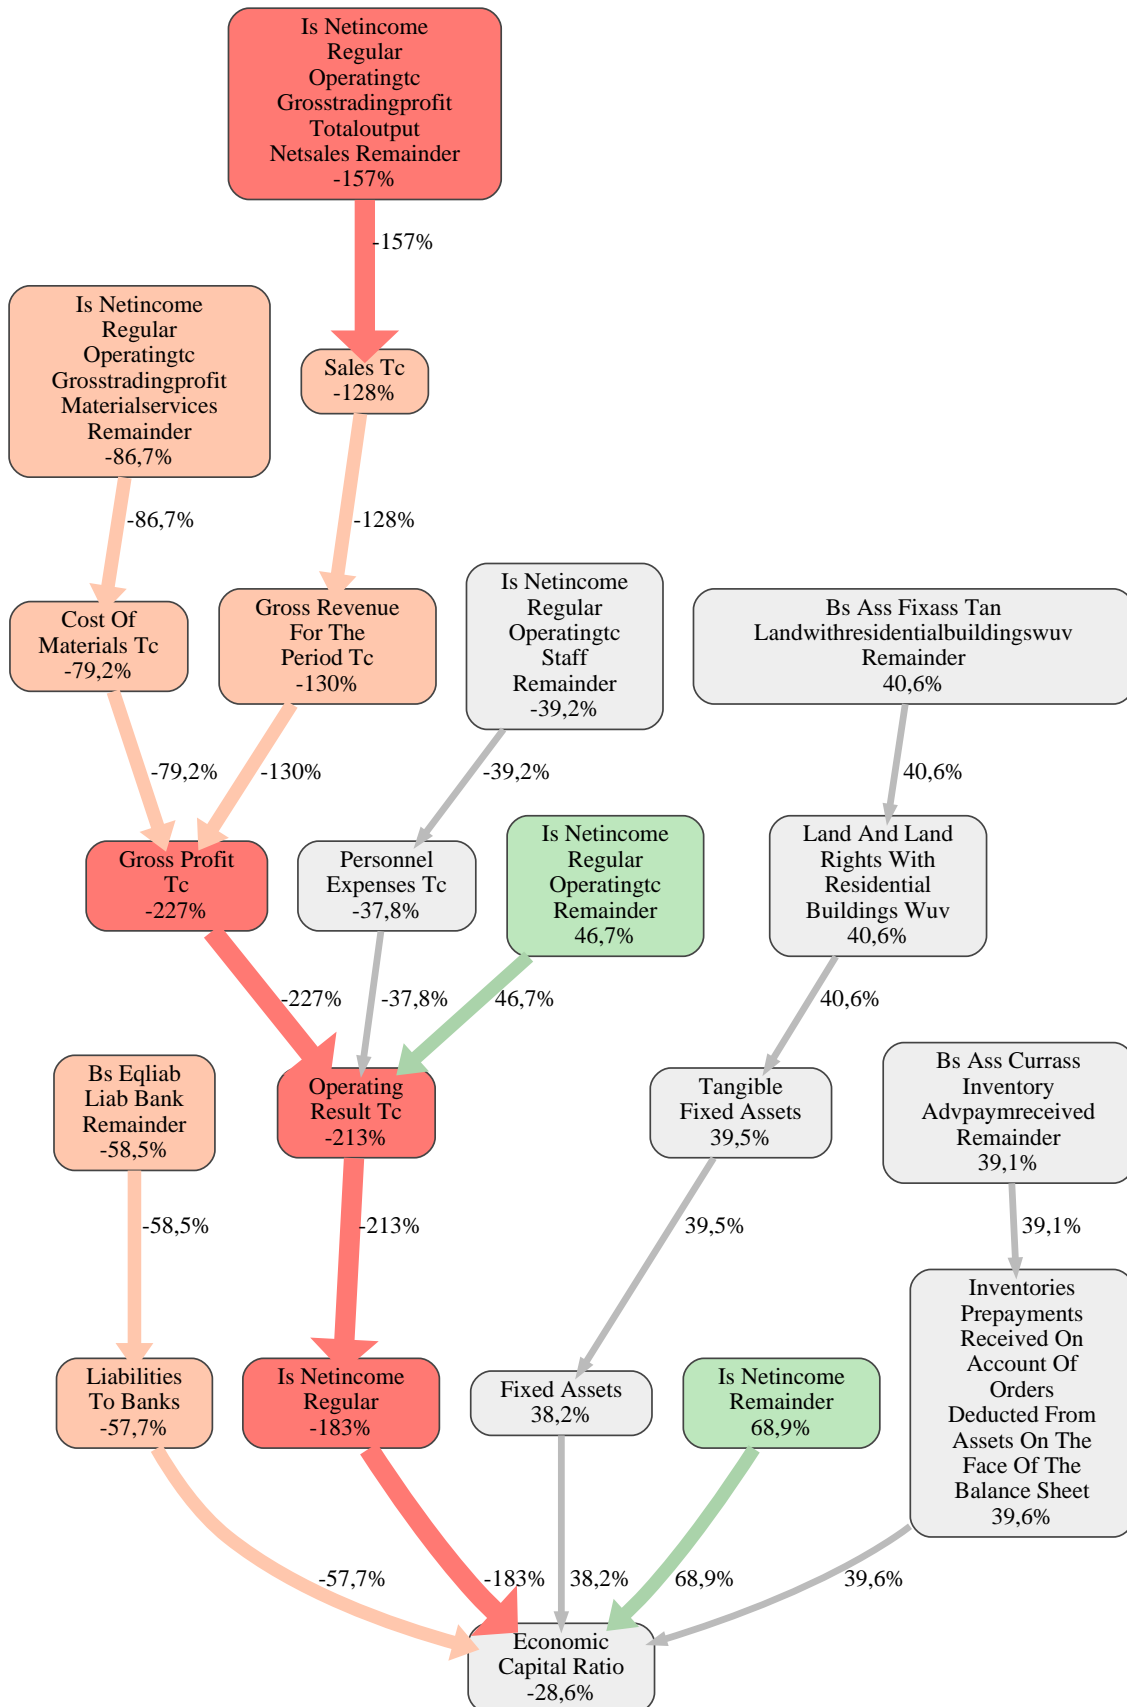 Is Netincome
Regular
Operatingtc
Grosstradingprofit
Totaloutput
Netsales Remainder
-157%
-157%
Is Netincome
Regular
Operatingtc
Grosstradingprofit
Materialservices
Remainder
-86,7%
Sales Tc
-128%
-86,7%
-128%
Cost Of
Materials Tc
-79,2%
Gross Revenue
For The
Period Tc
-130%
Is Netincome
Regular
Operatingtc
Staff
Remainder
-39,2%
Bs Ass Fixass Tan
Landwithresidentialbuildingswuv
Remainder
40,6%
-79,2%
-130%
-39,2%
40,6%
Gross Profit
Tc
-227%
Personnel
Expenses Tc
-37,8%
Is Netincome
Regular
Operatingtc
Remainder
46,7%
Land And Land
Rights With
Residential
Buildings Wuv
40,6%
-227%
-37,8%
46,7%
40,6%
Bs Eqliab
Liab Bank
Remainder
-58,5%
Operating
Result Tc
-213%
Tangible
Fixed Assets
39,5%
Bs Ass Currass
Inventory
Advpaymreceived
Remainder
39,1%
-58,5%
-213%
39,5%
39,1%
Liabilities
To Banks
-57,7%
Is Netincome
Regular
-183%
Fixed Assets
38,2%
Is Netincome
Remainder
68,9%
Inventories
Prepayments
Received On
Account Of
Orders
Deducted From
Assets On The
Face Of The
Balance Sheet
39,6%
-57,7%
-183%
38,2%
68,9%
39,6%
Economic
Capital Ratio
-28,6%